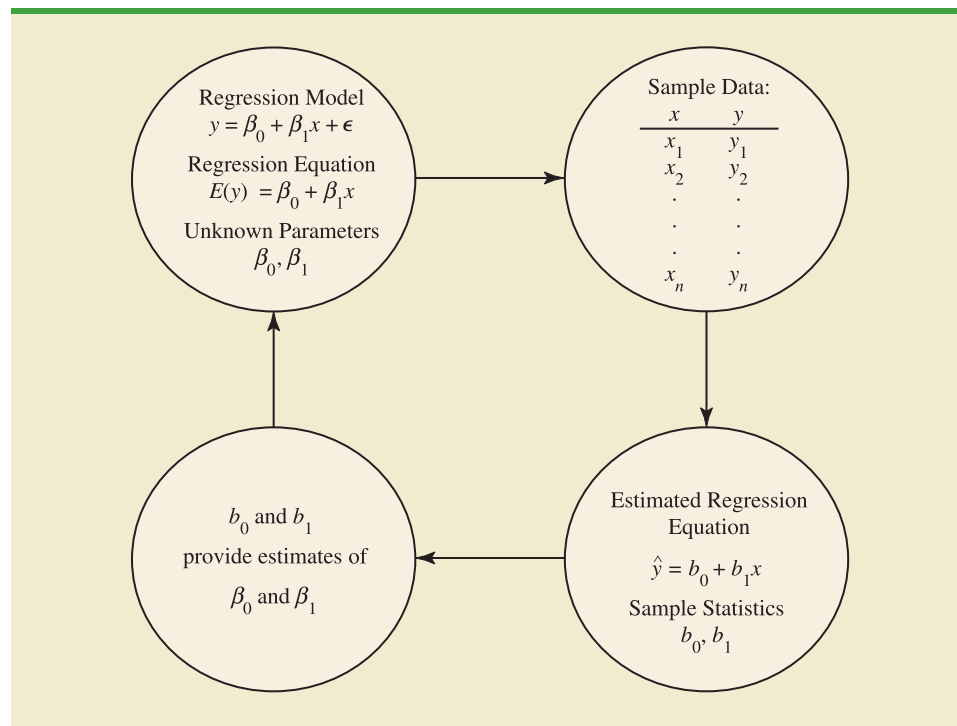 Regression Model
y = β₀ + β₁x + ϵ
Regression Equation
E(y) = β₀ + β₁x
Unknown Parameters
β₀, β₁
Sample Data:
x y
x₁ y₁
x₂ y₂
. .
. .
. .
xₙ yₙ
Estimated Regression
Equation
ŷ = b₀ + b₁x
Sample Statistics
b₀, b₁
b₀ and b₁
provide estimates of
β₀ and β₁